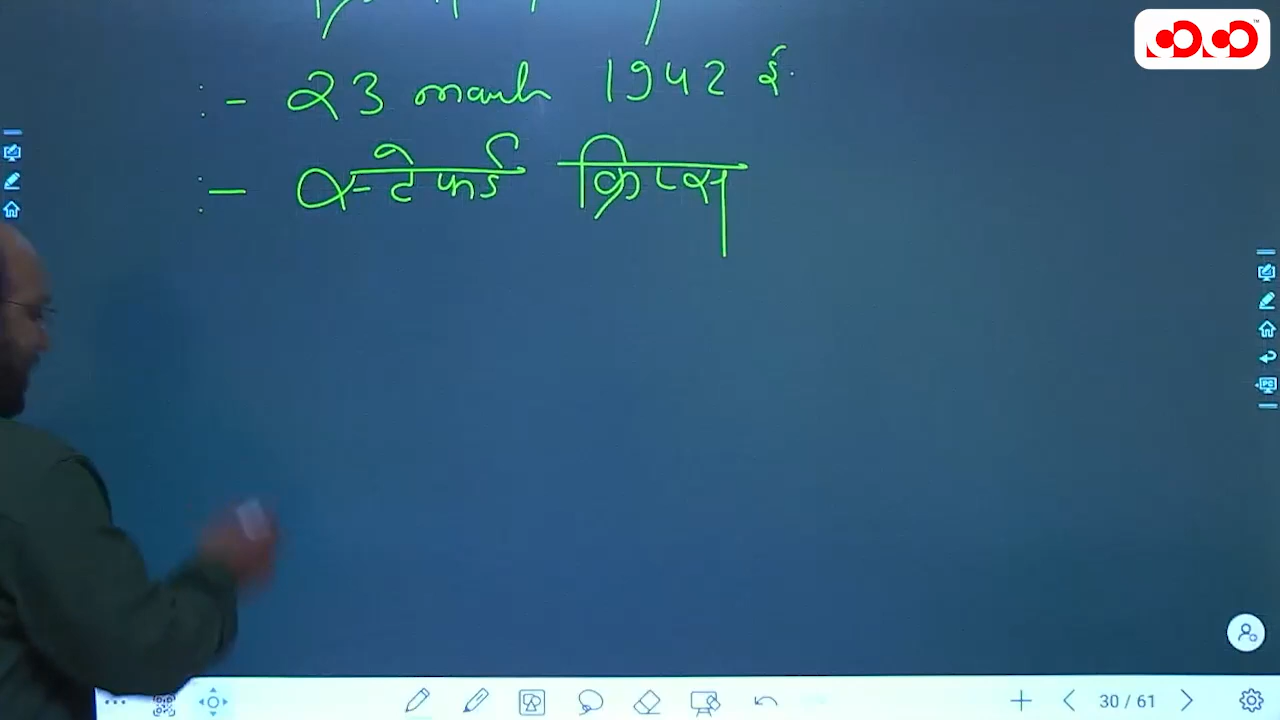 :- 23 march 1942 ई.
:- स्टेफर्ड क्रिप्स
30 / 61